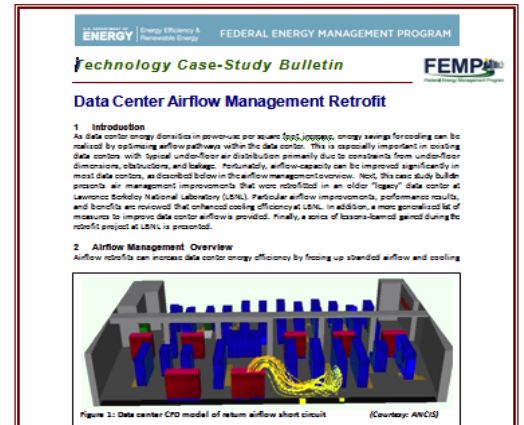 U.S. DEPARTMENT OF
ENERGY
Energy Efficiency &
Renewable Energy
FEDERAL ENERGY MANAGEMENT PROGRAM
Technology Case-Study Bulletin
FEMP
Federal Energy Management Program
Data Center Airflow Management Retrofit
1 Introduction
As data center energy densities in power-use per square foot increase, energy savings for cooling can be
realized by optimizing airflow pathways within the data center. This is especially important in existing
data centers with typical under-floor air distribution primarily due to constraints from under-floor
dimensions, obstructions, and leakage. Fortunately, airflow-capacity can be improved significantly in
most data centers, as described below in the airflow management overview. Next, this case study bulletin
presents air management improvements that were retrofitted in an older "legacy" data center at
Lawrence Berkeley National Laboratory (LBNL). Particular airflow improvements, performance results,
and benefits are reviewed that enhanced cooling efficiency at LBNL. In addition, a more generalized list of
measures to improve data center airflow is provided. Finally, a series of lessons-learned gained during the
retrofit project at LBNL is presented.
2 Airflow Management Overview
Airflow retrofits can increase data center energy efficiency by freeing up stranded airflow and cooling
Figure 1: Data center CFD model of return airflow short circuit (Courtesy: ANCIS)